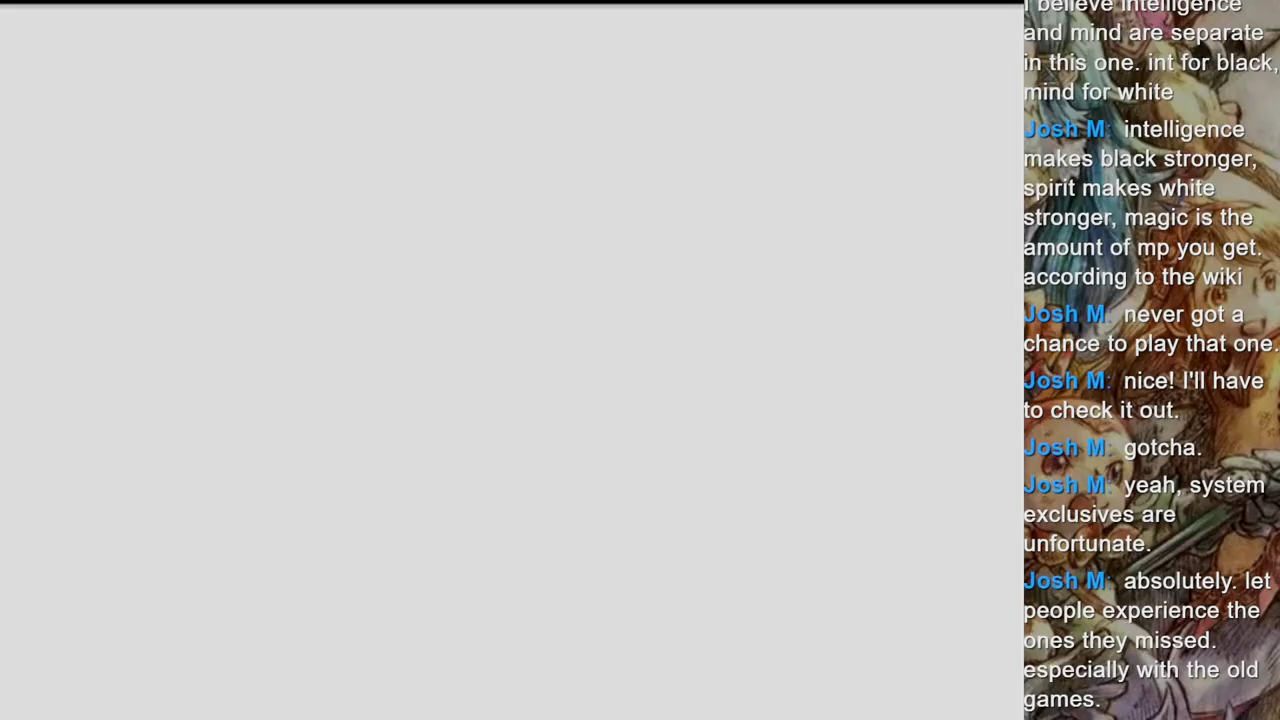 I believe intelligence
and mind are separate
in this one. int for black,
mind for white
Josh M: intelligence
makes black stronger,
spirit makes white
stronger, magic is the
amount of mp you get.
according to the wiki
Josh M: never got a
chance to play that one.
Josh M: nice! I'll have
to check it out.
Josh M: gotcha.
Josh M: yeah, system
exclusives are
unfortunate.
Josh M: absolutely. let
people experience the
ones they missed.
especially with the old
games.